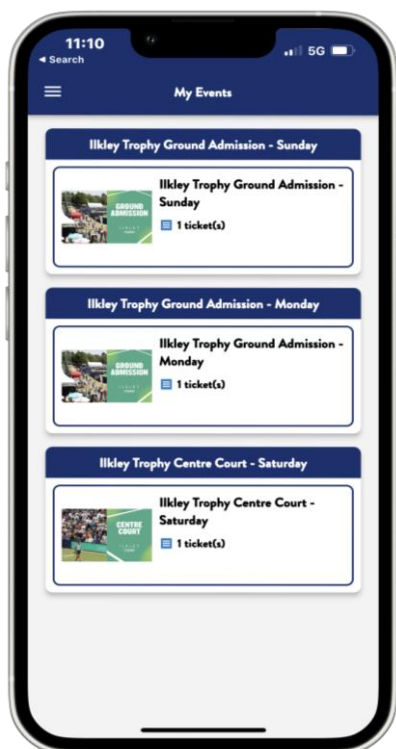 11:10
◀ Search
5G
My Events
Ilkley Trophy Ground Admission - Sunday
Ilkley Trophy Ground Admission -
Sunday
GROUND
ADMISSION
1 ticket(s)
Ilkley Trophy Ground Admission - Monday
Ilkley Trophy Ground Admission -
Monday
GROUND
ADMISSION
1 ticket(s)
Ilkley Trophy Centre Court - Saturday
Ilkley Trophy Centre Court -
Saturday
CENTRE
COURT
1 ticket(s)